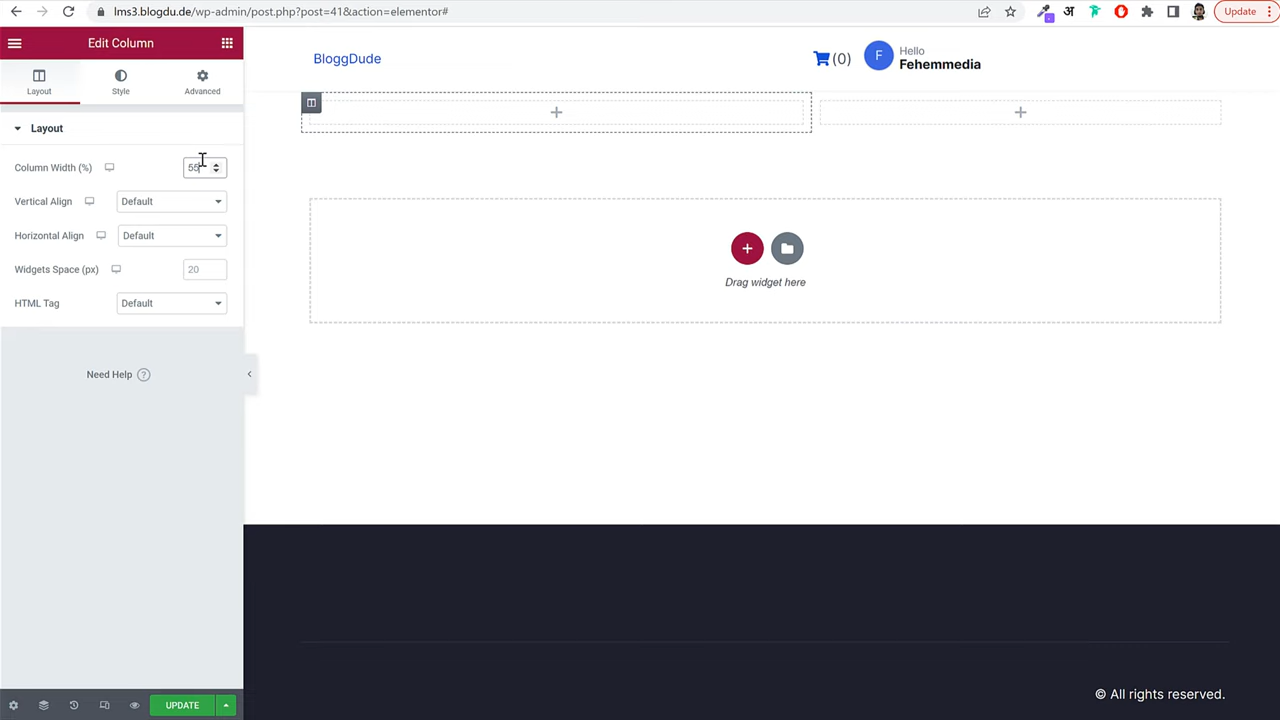 lms3.blogdu.de/wp-admin/post.php?post=41&action=elementor#
अ
Update
Edit Column
BloggDude
(0)
F
Hello
Fehemmedia
Layout
Style
Advanced
Layout
Column Width (%)
55
Vertical Align
Default
Horizontal Align
Default
Widgets Space (px)
20
HTML Tag
Default
Drag widget here
Need Help
?
UPDATE
© All rights reserved.